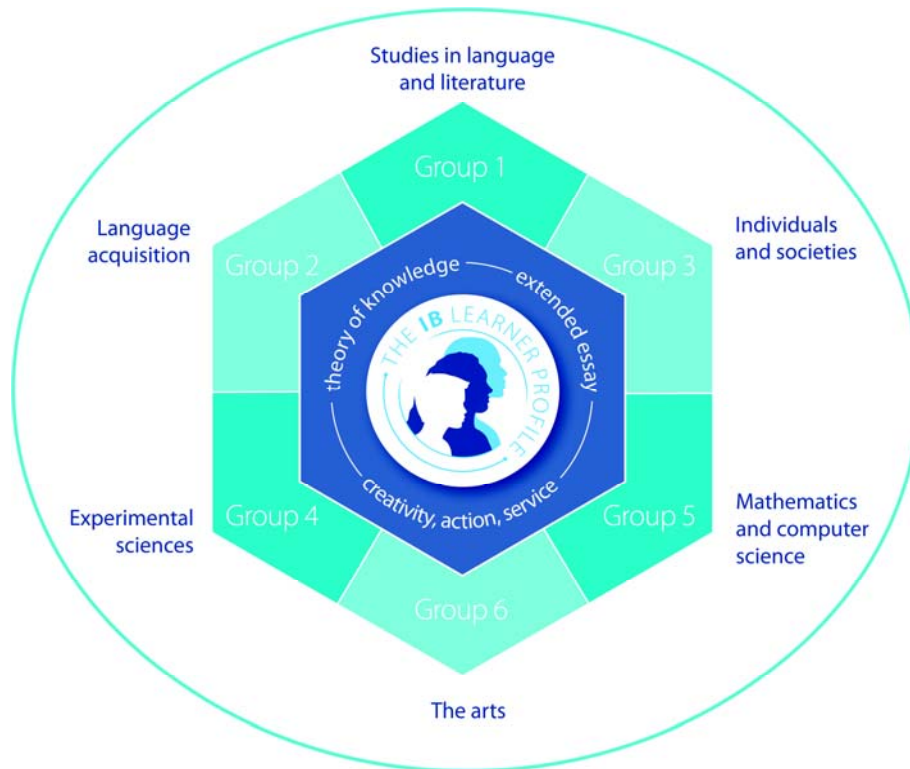 Studies in language
and literature
Group 1
Language
acquisition
Group 2
Group 3
Individuals
and societies
theory of knowledge
extended essay
THE IB LEARNER PROFILE
creativity, action, service
Experimental
sciences
Group 4
Group 5
Mathematics
and computer
science
Group 6
The arts